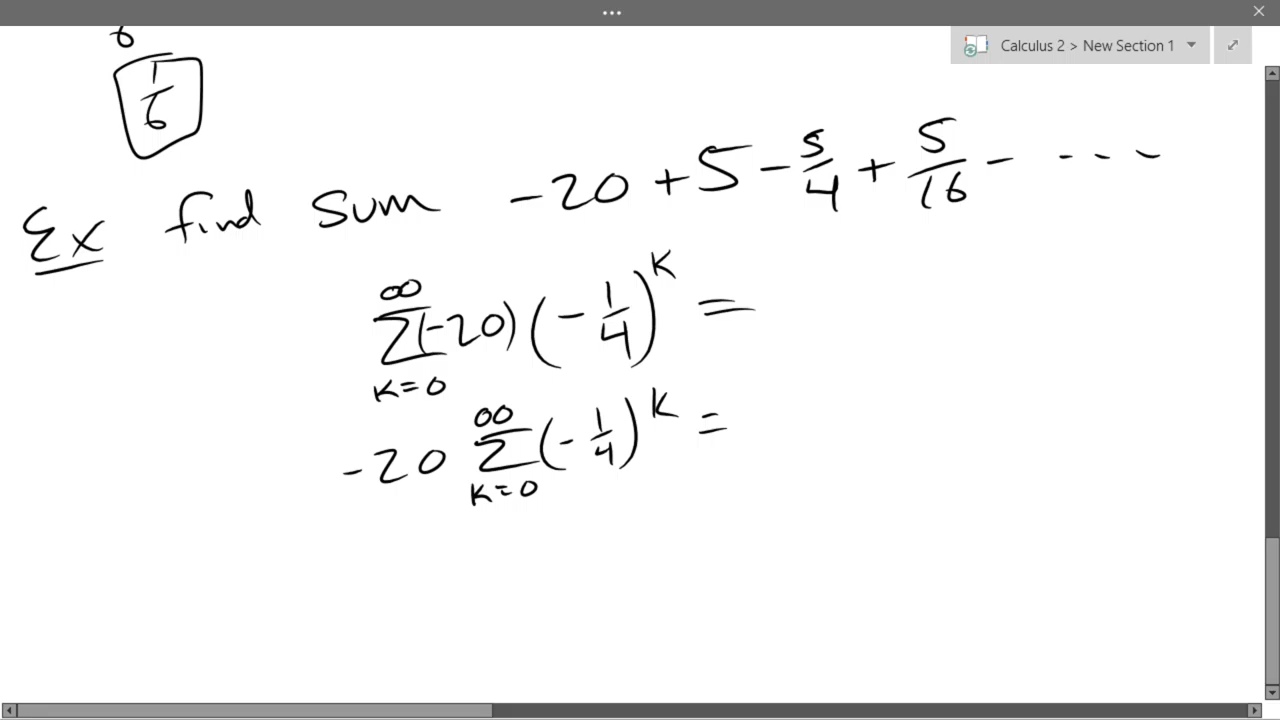 ...
Calculus 2 > New Section 1
6
1/6
Ex find sum -20 + 5 - 5/4 + 5/16 - ...
∞
Σ (-20) (-1/4)^K =
K=0
∞
-20 Σ (-1/4)^K =
K=0